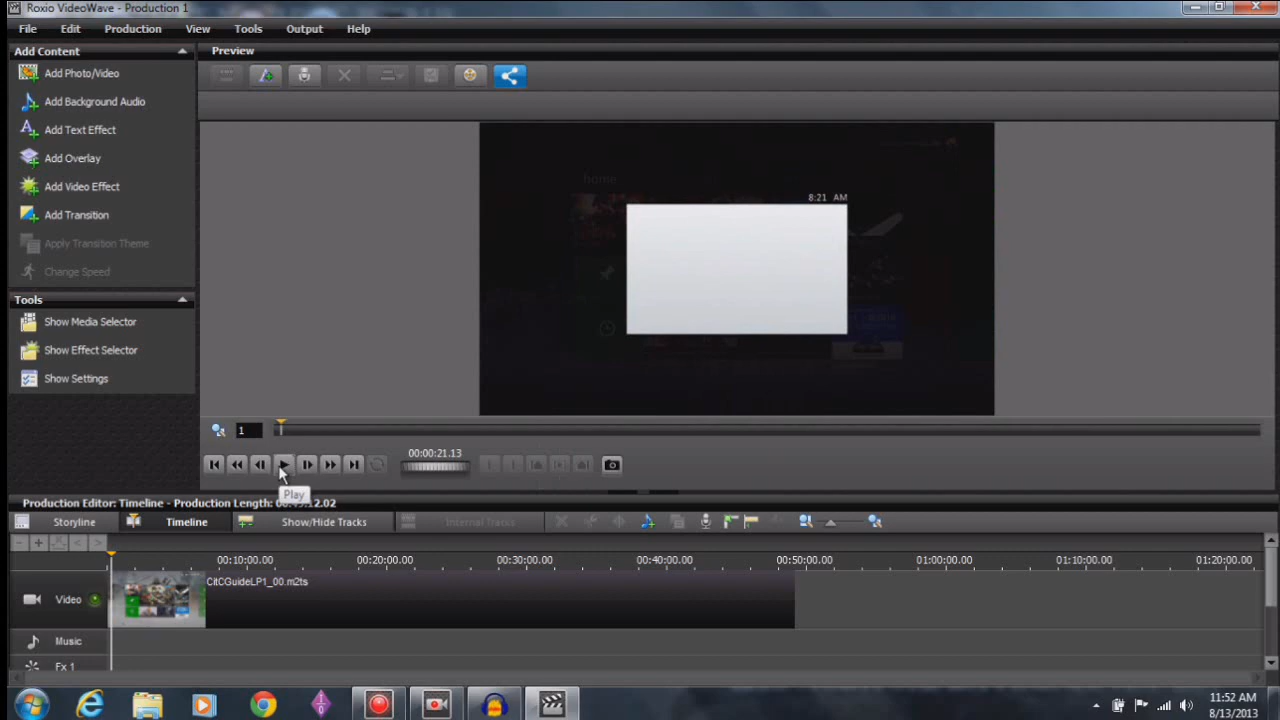 Roxio VideoWave - Production 1
File Edit Production View Tools Output Help
Add Content
Add Photo/Video
Add Background Audio
Add Text Effect
Add Overlay
Add Video Effect
Add Transition
Apply Transition Theme
Change Speed
Tools
Show Media Selector
Show Effect Selector
Show Settings
Preview
home
8:21 AM
1
00:00:21.13
Play
Production Editor: Timeline - Production Length: 12.02
Storyline Timeline Show/Hide Tracks Internal Tracks
00:10:00.00 00:20:00.00 00:30:00.00 00:40:00.00 00:50:00.00 01:00:00.00 01:10:00.00 01:20:00.00
Video
CitCGuideLP1_00.m2ts
Music
Fx 1
11:52 AM
8/13/2013